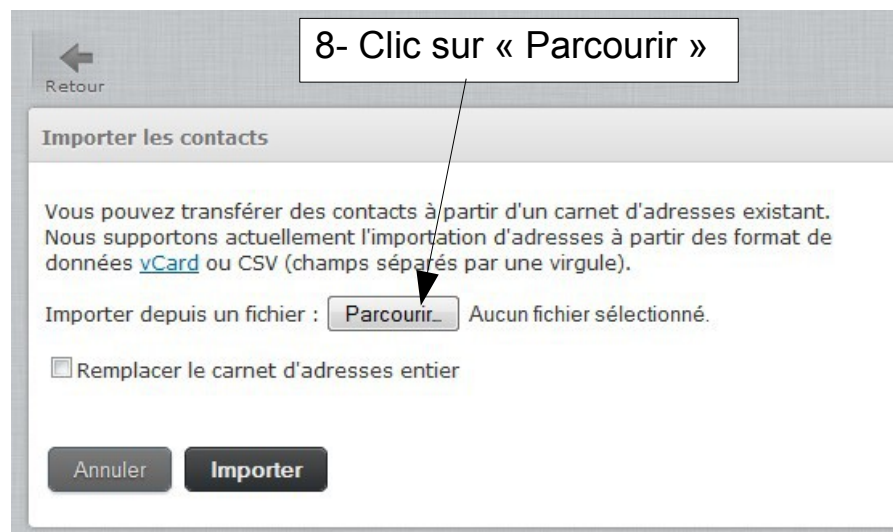 8- Clic sur « Parcourir »
Retour
Importer les contacts
Vous pouvez transférer des contacts à partir d'un carnet d'adresses existant.
Nous supportons actuellement l'importation d'adresses à partir des format de
données vCard ou CSV (champs séparés par une virgule).
Importer depuis un fichier : Parcourir… Aucun fichier sélectionné.
Remplacer le carnet d'adresses entier
Annuler Importer